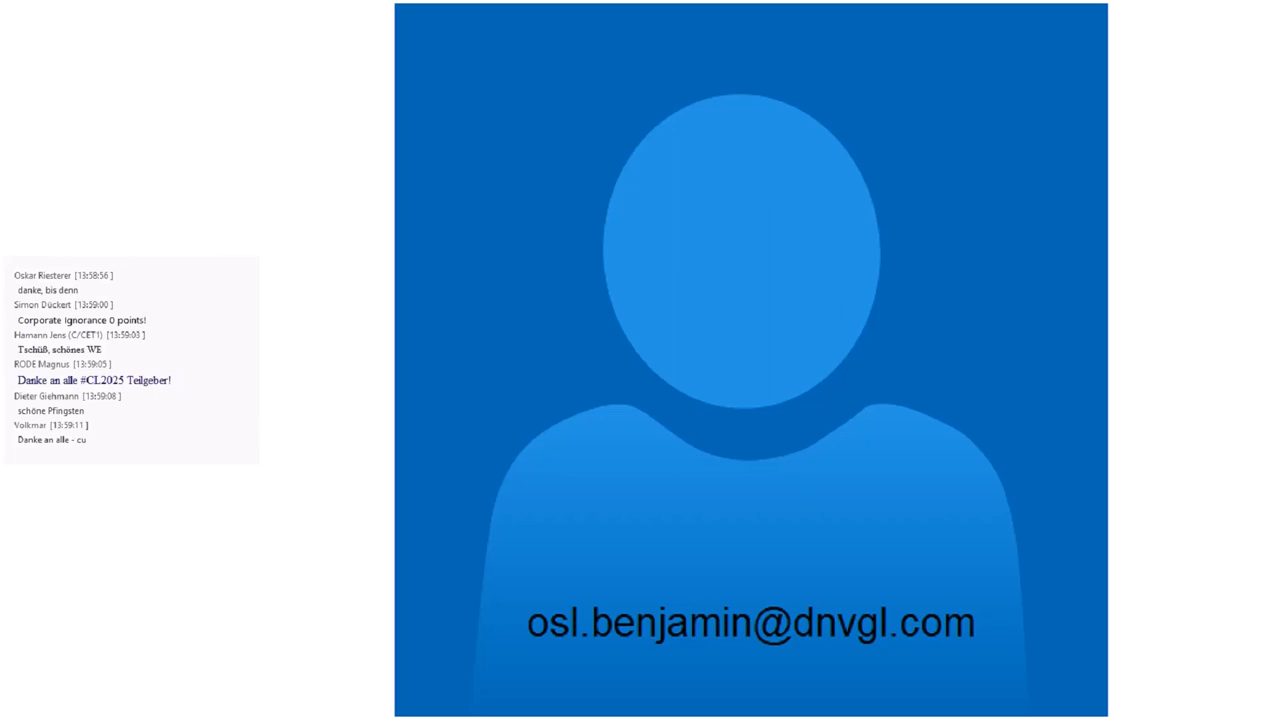 Oskar Riesterer [13:58:56 ]
danke, bis denn
Simon Dückert [13:59:00 ]
Corporate Ignorance 0 points!
Hamann Jens (C/CET1) [13:59:03 ]
Tschüß, schönes WE
RODE Magnus [13:59:05 ]
Danke an alle #CL2025 Teilgeber!
Dieter Giehmann [13:59:08 ]
schöne Pfingsten
Volkmar [13:59:11 ]
Danke an alle - cu
osl.benjamin@dnvgl.com